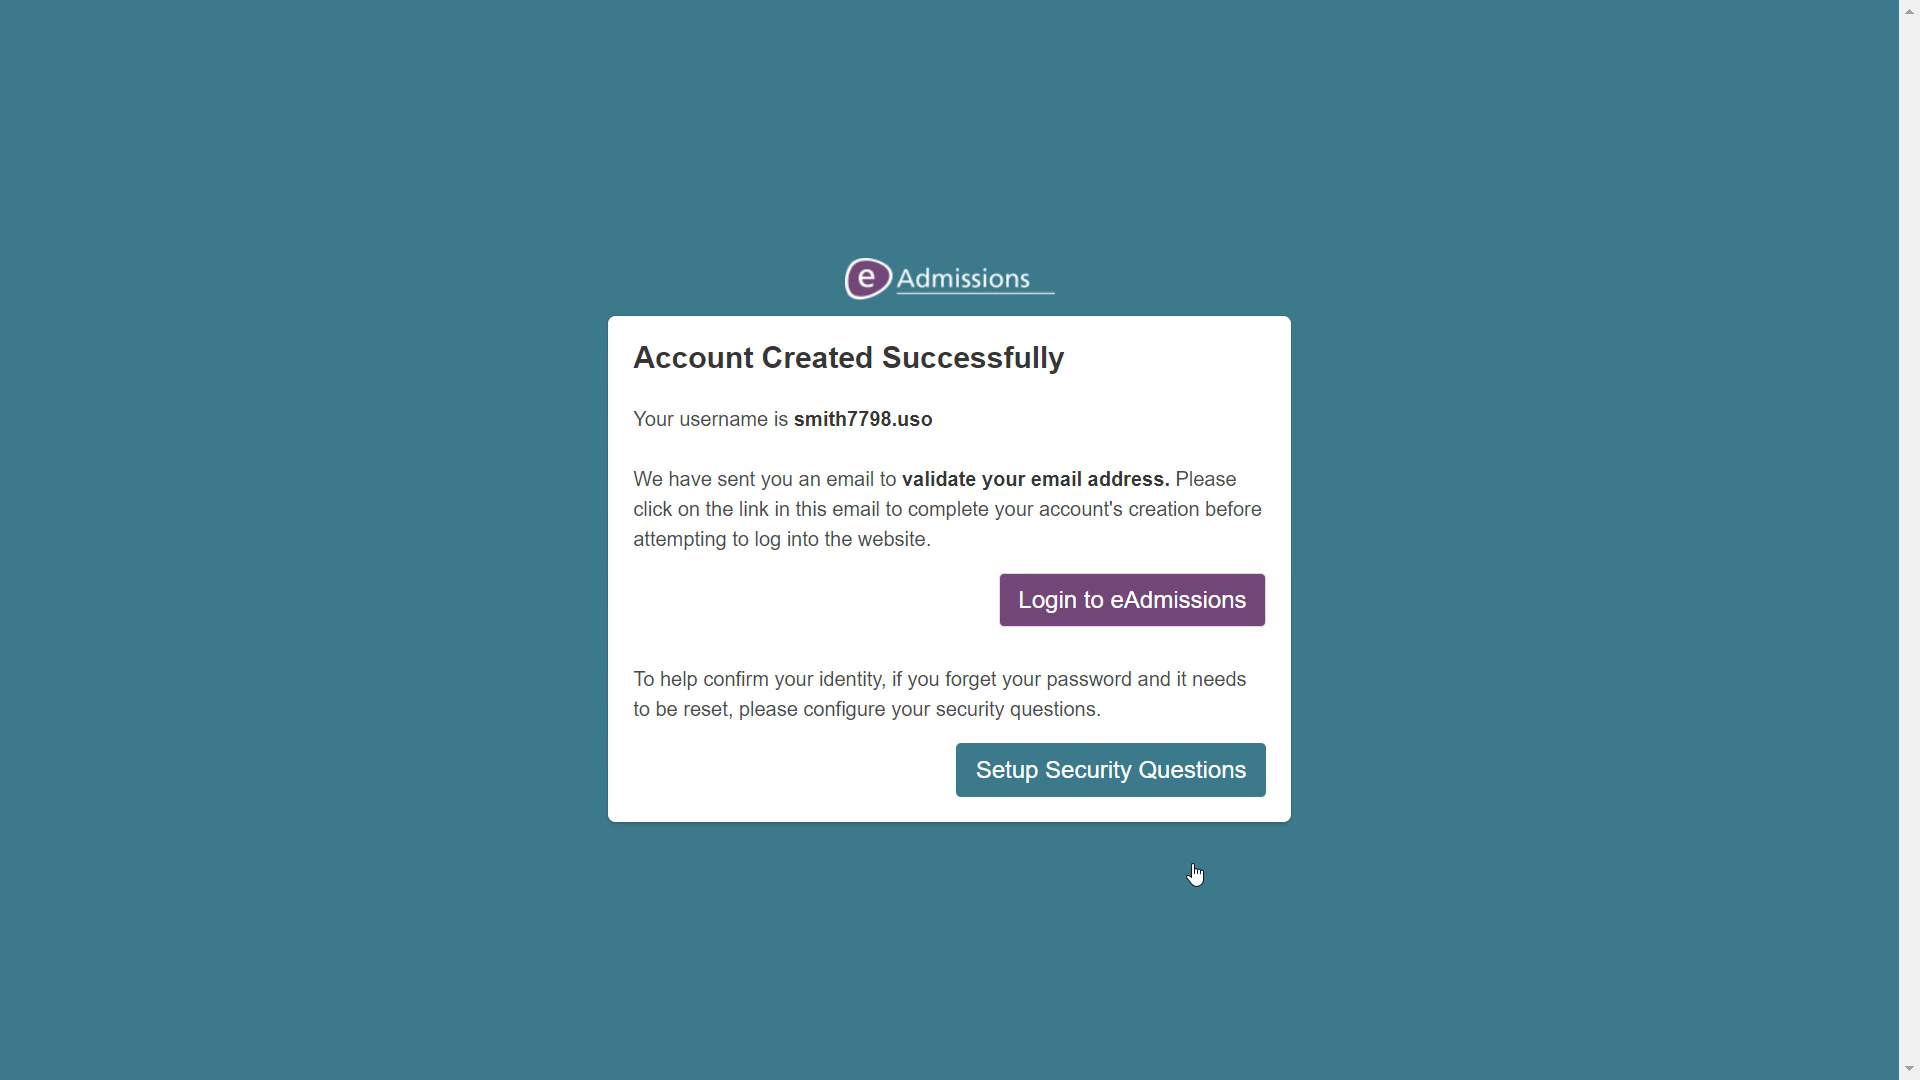 e Admissions
Account Created Successfully
Your username is smith7798.uso
We have sent you an email to validate your email address. Please
click on the link in this email to complete your account's creation before
attempting to log into the website.
Login to eAdmissions
To help confirm your identity, if you forget your password and it needs
to be reset, please configure your security questions.
Setup Security Questions